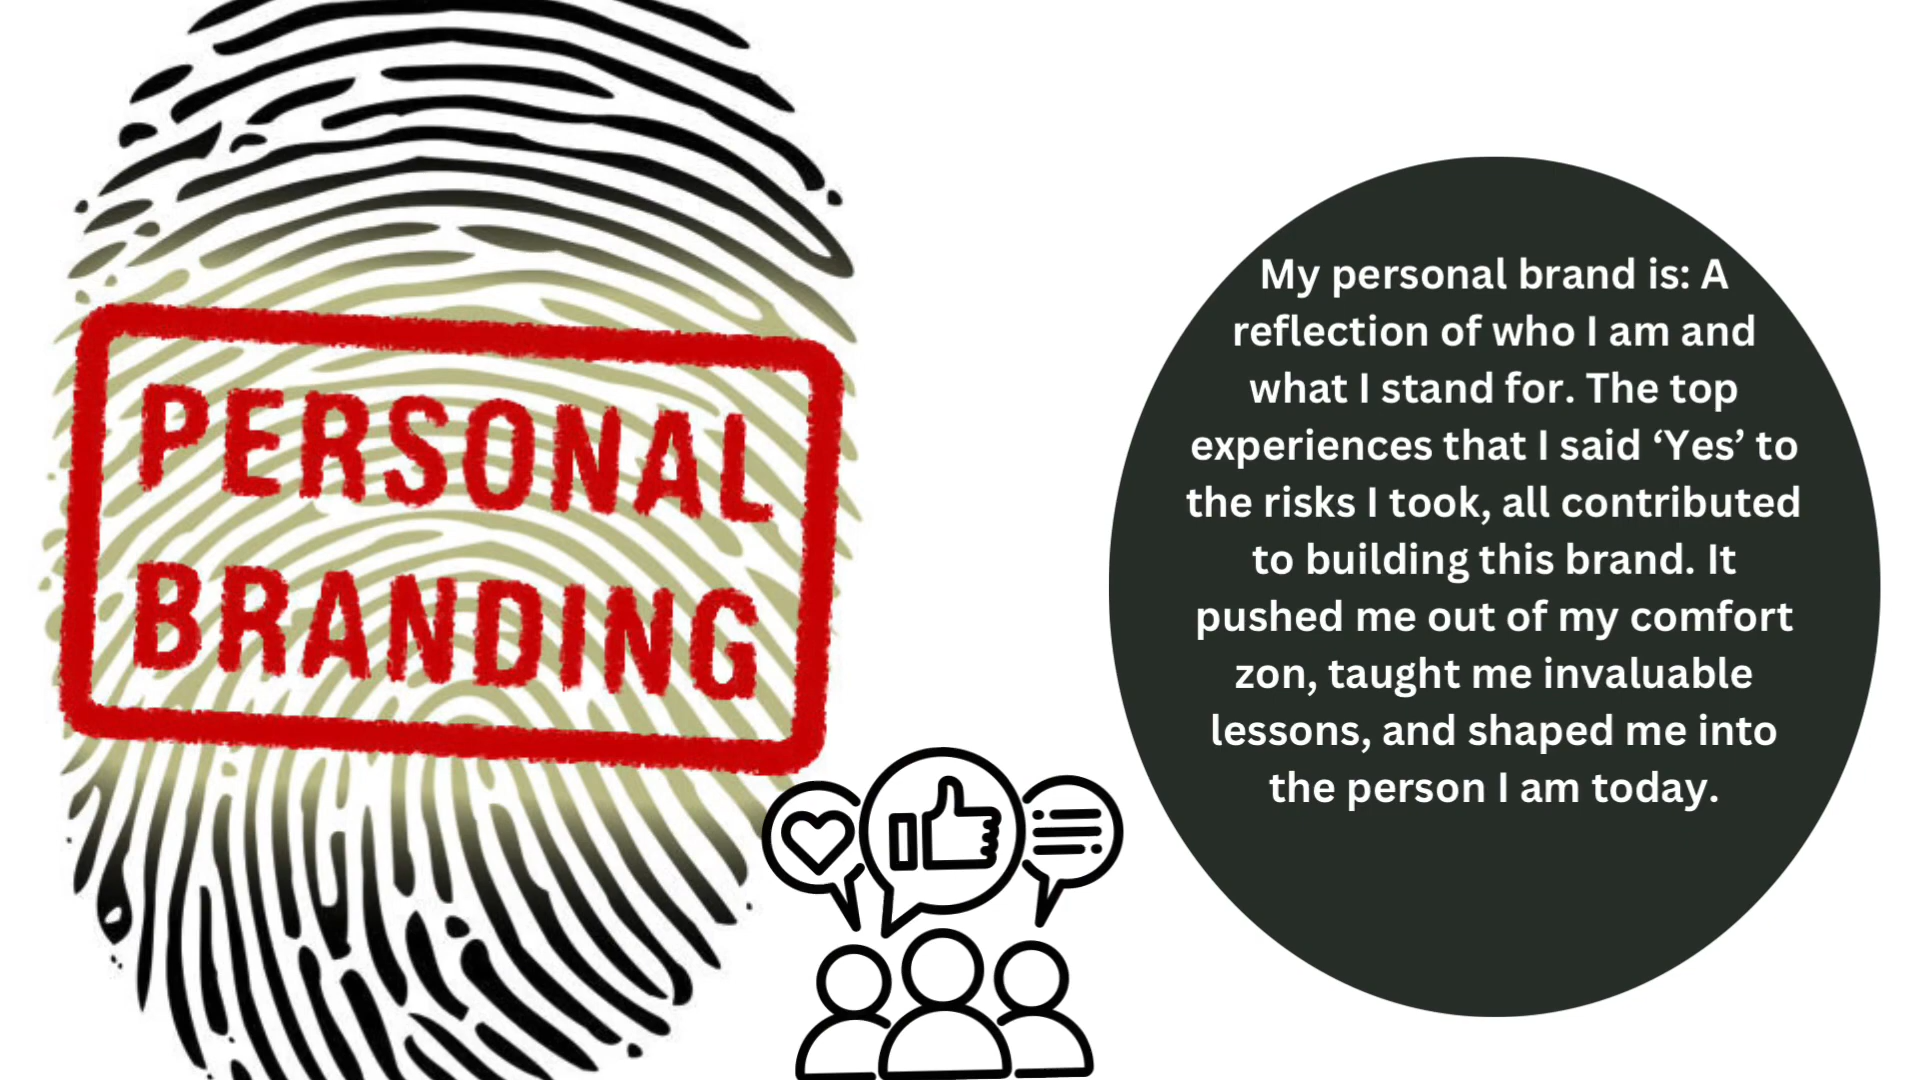 PERSONAL
BRANDING
My personal brand is: A
reflection of who I am and
what I stand for. The top
experiences that I said ‘Yes’ to
the risks I took, all contributed
to building this brand. It
pushed me out of my comfort
zon, taught me invaluable
lessons, and shaped me into
the person I am today.